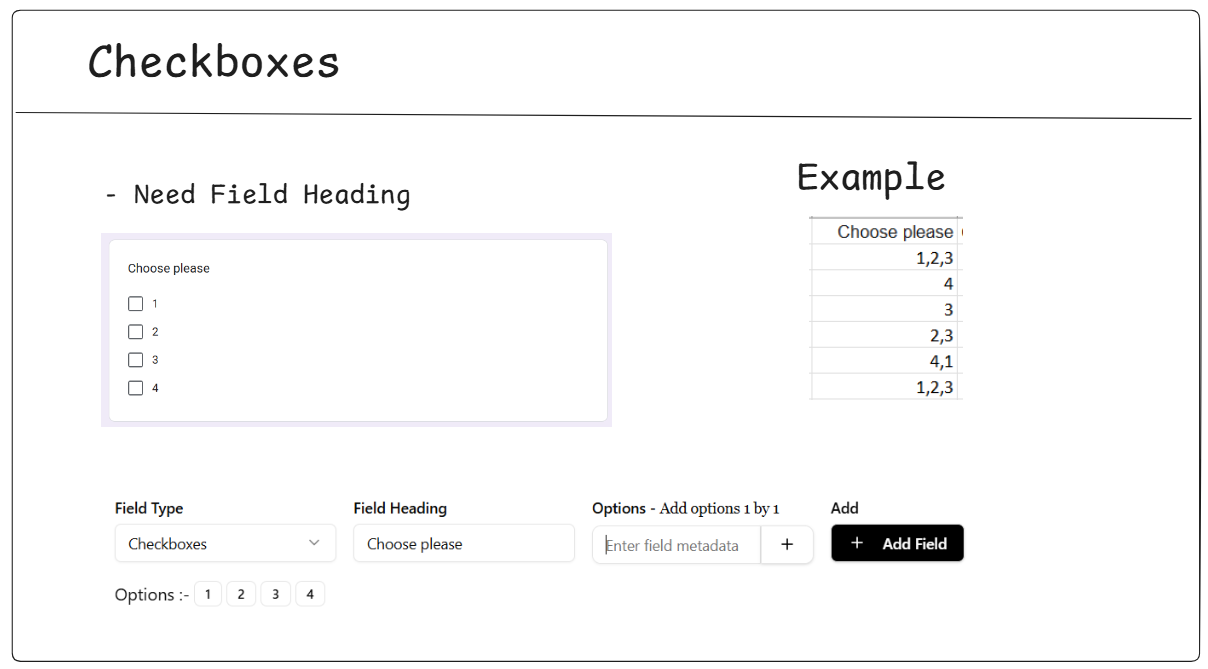 Checkboxes
- Need Field Heading
Choose please
1
2
3
4
Example
Choose please
1,2,3
4
3
2,3
4,1
1,2,3
Field Type
Checkboxes
Field Heading
Choose please
Options - Add options 1 by 1
Enter field metadata
+
Add
+ Add Field
Options :- 1 2 3 4